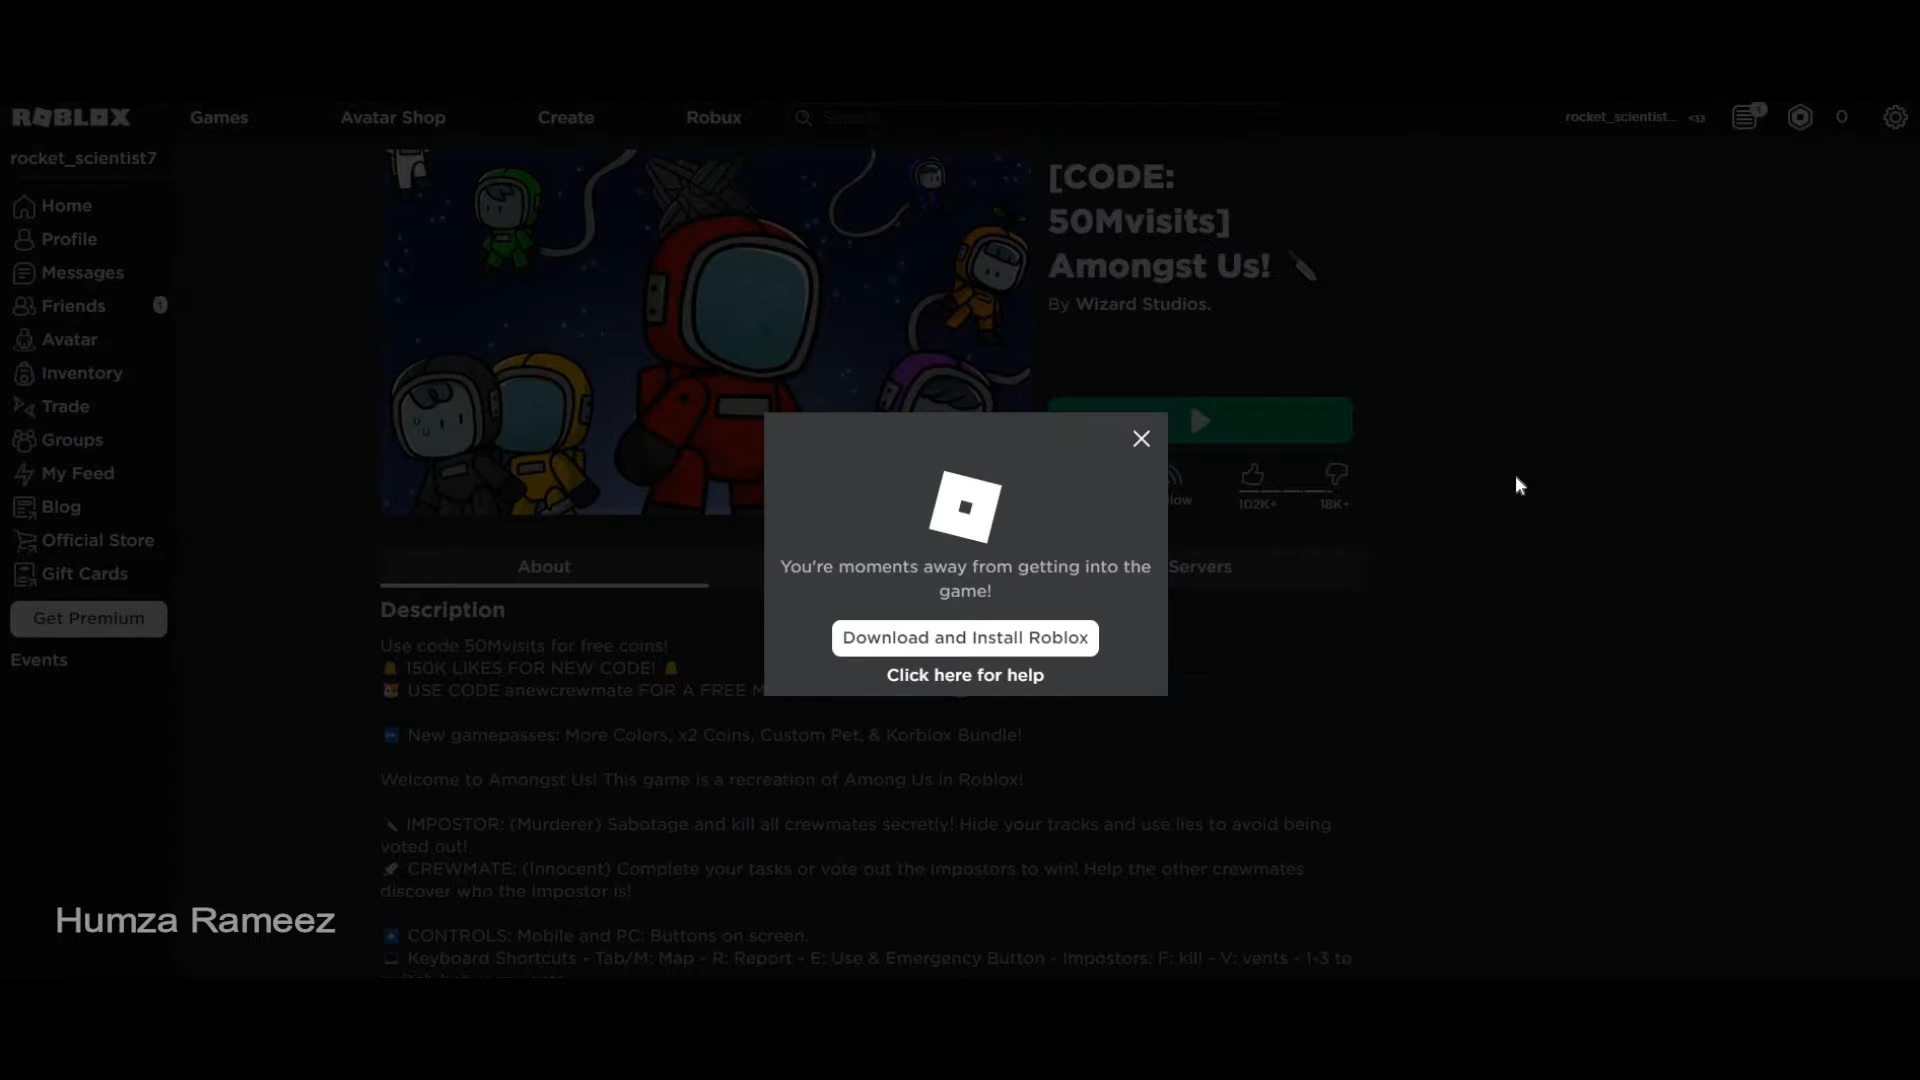 ROBLOX
Games
Avatar Shop
Create
Robux
Search
rocket_scientist... <13
1
0
rocket_scientist7
Home
Profile
Messages
Friends
1
Avatar
Inventory
Trade
Groups
My Feed
Blog
Official Store
Gift Cards
Get Premium
Events
[CODE:
50Mvisits]
Amongst Us!
By Wizard Studios.
102K+
18K+
You're moments away from getting into the
game!
Download and Install Roblox
Click here for help
About
Servers
Description
Use code 50Mvisits for free coins!
150K LIKES FOR NEW CODE!
USE CODE anewcrewmate FOR A FREE
New gamepasses: More Colors, x2 Coins, Custom Pet, & Korblox Bundle!
Welcome to Amongst Us! This game is a recreation of Among Us in Roblox!
IMPOSTOR: (Murderer) Sabotage and kill all crewmates secretly! Hide your tracks and use lies to avoid being
voted out!
CREWMATE: (Innocent) Complete your tasks or vote out the Impostors to win! Help the other crewmates
discover who the Impostor is!
CONTROLS: Mobile and PC: Buttons on screen.
Keyboard Shortcuts - Tab/M: Map - R: Report - E: Use & Emergency Button - Impostors: F: kill - V: vents - 1-3 to
Humza Rameez